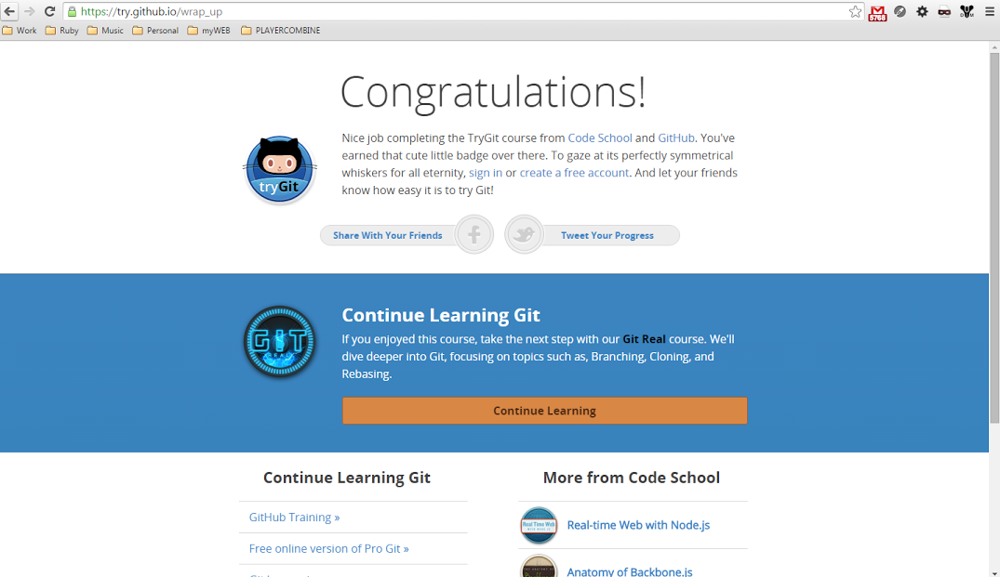 https://try.github.io/wrap_up
Work Ruby Music Personal myWEB PLAYERCOMBINE
Congratulations!
Nice job completing the TryGit course from Code School and GitHub. You've
earned that cute little badge over there. To gaze at its perfectly symmetrical
whiskers for all eternity, sign in or create a free account. And let your friends
know how easy it is to try Git!
tryGit
Share With Your Friends
Tweet Your Progress
GIT
REAL
Continue Learning Git
If you enjoyed this course, take the next step with our Git Real course. We'll
dive deeper into Git, focusing on topics such as, Branching, Cloning, and
Rebasing.
Continue Learning
Continue Learning Git
GitHub Training »
Free online version of Pro Git »
More from Code School
Real Time Web
Real-time Web with Node.js
Anatomy of Backbone.js